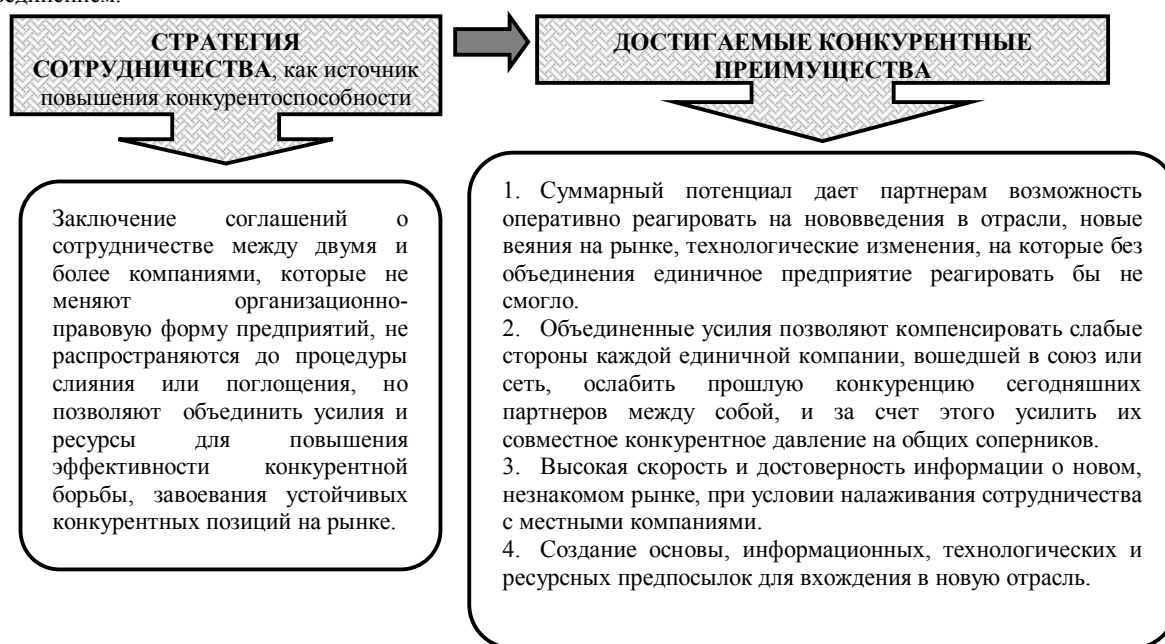 СТРАТЕГИЯ
СОТРУДНИЧЕСТВА, как источник
повышения конкурентоспособности
ДОСТИГАЕМЫЕ КОНКУРЕНТНЫЕ
ПРЕИМУЩЕСТВА
Заключение соглашений о
сотрудничестве между двумя и
более компаниями, которые не
меняют организационно-
правовую форму предприятий, не
распространяются до процедуры
слияния или поглощения, но
позволяют объединить усилия и
ресурсы для повышения
эффективности конкурентной
борьбы, завоевания устойчивых
конкурентных позиций на рынке.
1. Суммарный потенциал дает партнерам возможность
оперативно реагировать на нововведения в отрасли, новые
веяния на рынке, технологические изменения, на которые без
объединения единичное предприятие реагировать бы не
смогло.
2. Объединенные усилия позволяют компенсировать слабые
стороны каждой единичной компании, вошедшей в союз или
сеть, ослабить прошлую конкуренцию сегодняшних
партнеров между собой, и за счет этого усилить их
совместное конкурентное давление на общих соперников.
3. Высокая скорость и достоверность информации о новом,
незнакомом рынке, при условии налаживания сотрудничества
с местными компаниями.
4. Создание основы, информационных, технологических и
ресурсных предпосылок для вхождения в новую отрасль.